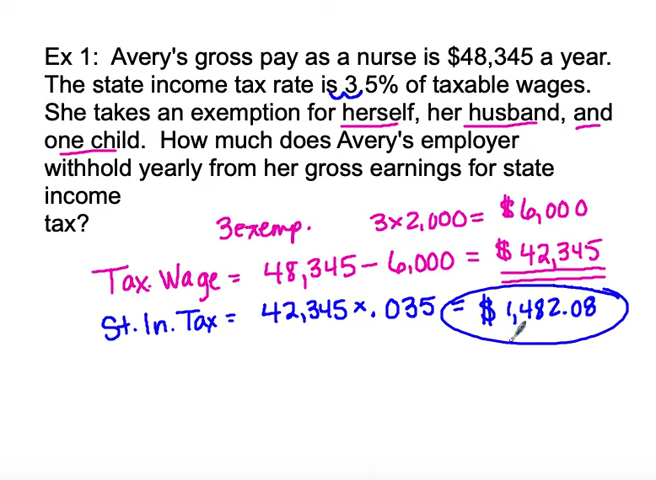 Ex 1: Avery's gross pay as a nurse is $48,345 a year.
The state income tax rate is 3.5% of taxable wages.
She takes an exemption for herself, her husband, and
one child. How much does Avery's employer
withhold yearly from her gross earnings for state
income
tax?
3exemp. 3×2,000= $6,000
Tax. Wage = 48,345 - 6,000 = $42,345
St. In. Tax = 42,345 × .035 = $1,482.08